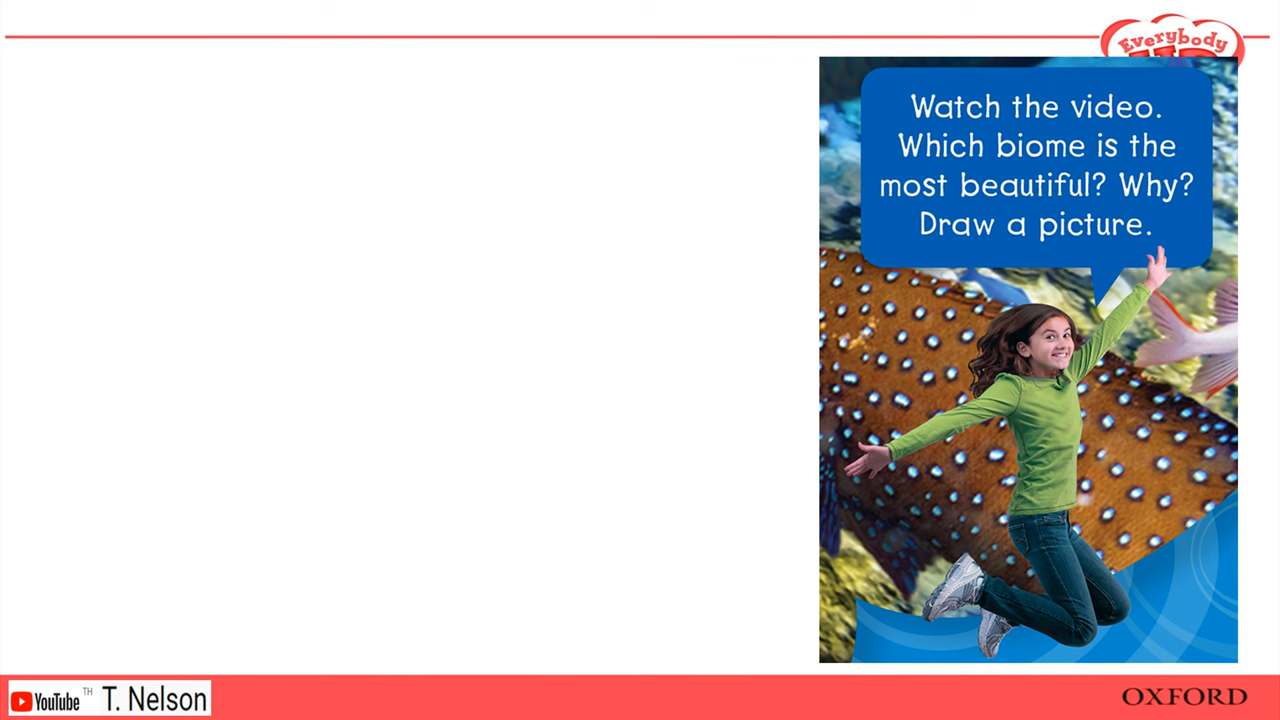 Everybody
Watch the video.
Which biome is the
most beautiful? Why?
Draw a picture.
YouTube TH T. Nelson
OXFORD